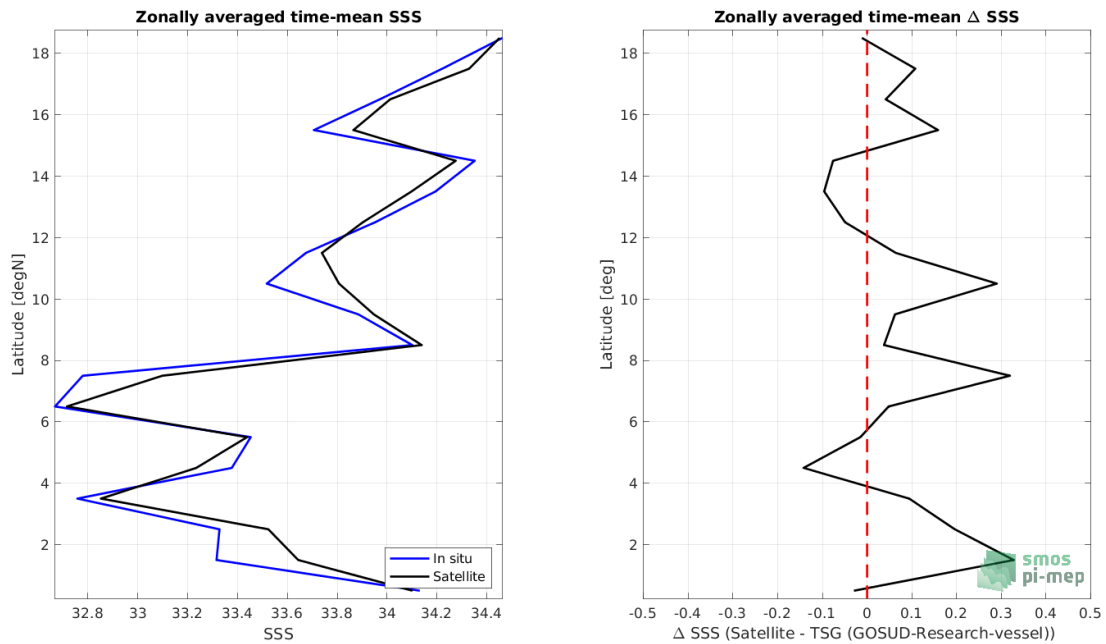 Zonally averaged time-mean SSS
18
16
14
12
10
8
6
4
2
Latitude [degN]
32.8 33 33.2 33.4 33.6 33.8 34 34.2 34.4
SSS
In situ
Satellite
Zonally averaged time-mean Δ SSS
18
16
14
12
10
8
6
4
2
Latitude [deg]
-0.5 -0.4 -0.3 -0.2 -0.1 0 0.1 0.2 0.3 0.4 0.5
Δ SSS (Satellite - TSG (GOSUD-Research-vessel))
smos
pi-mep